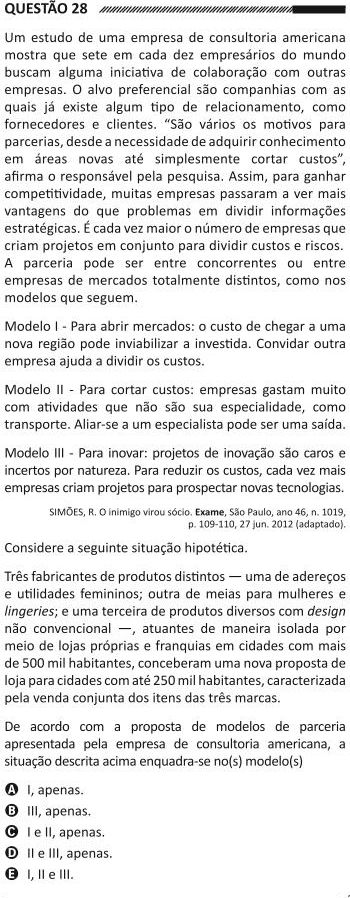 QUESTÃO 28
Um estudo de uma empresa de consultoria americana
mostra que sete em cada dez empresários do mundo
buscam alguma iniciativa de colaboração com outras
empresas. O alvo preferencial são companhias com as
quais já existe algum tipo de relacionamento, como
fornecedores e clientes. “São vários os motivos para
parcerias, desde a necessidade de adquirir conhecimento
em áreas novas até simplesmente cortar custos”,
afirma o responsável pela pesquisa. Assim, para ganhar
competitividade, muitas empresas passaram a ver mais
vantagens do que problemas em dividir informações
estratégicas. É cada vez maior o número de empresas que
criam projetos em conjunto para dividir custos e riscos.
A parceria pode ser entre concorrentes ou entre
empresas de mercados totalmente distintos, como nos
modelos que seguem.
Modelo I - Para abrir mercados: o custo de chegar a uma
nova região pode inviabilizar a investida. Convidar outra
empresa ajuda a dividir os custos.
Modelo II - Para cortar custos: empresas gastam muito
com atividades que não são sua especialidade, como
transporte. Aliar-se a um especialista pode ser uma saída.
Modelo III - Para inovar: projetos de inovação são caros e
incertos por natureza. Para reduzir os custos, cada vez mais
empresas criam projetos para prospectar novas tecnologias.
SIMÕES, R. O inimigo virou sócio. Exame, São Paulo, ano 46, n. 1019,
p. 109-110, 27 jun. 2012 (adaptado).
Considere a seguinte situação hipotética.
Três fabricantes de produtos distintos — uma de adereços
e utilidades femininos; outra de meias para mulheres e
lingeries; e uma terceira de produtos diversos com design
não convencional —, atuantes de maneira isolada por
meio de lojas próprias e franquias em cidades com mais
de 500 mil habitantes, conceberam uma nova proposta de
loja para cidades com até 250 mil habitantes, caracterizada
pela venda conjunta dos itens das três marcas.
De acordo com a proposta de modelos de parceria
apresentada pela empresa de consultoria americana, a
situação descrita acima enquadra-se no(s) modelo(s)
A I, apenas.
B III, apenas.
C I e II, apenas.
D II e III, apenas.
E I, II e III.